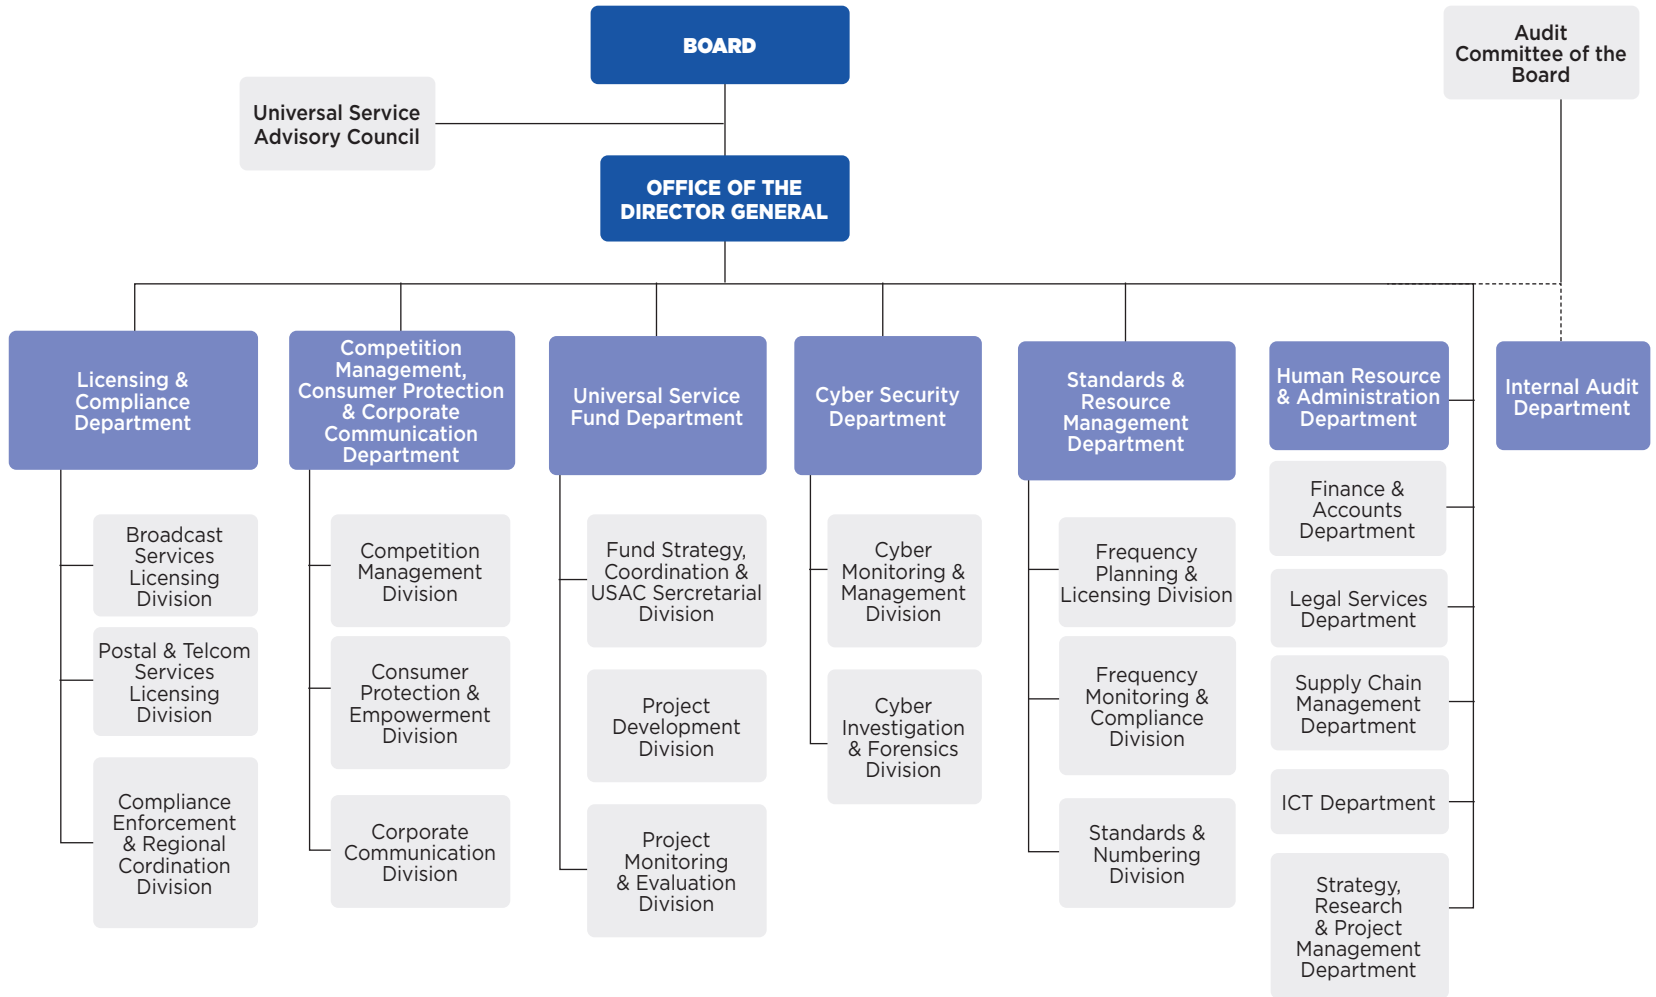 BOARD
Audit
Committee of the
Board
Universal Service
Advisory Council
OFFICE OF THE
DIRECTOR GENERAL
Licensing &
Compliance
Department
Competition
Management,
Consumer Protection
& Corporate
Communication
Department
Universal Service
Fund Department
Cyber Security
Department
Standards &
Resource
Management
Department
Human Resource
& Administration
Department
Internal Audit
Department
Broadcast
Services
Licensing
Division
Postal & Telcom
Services
Licensing
Division
Compliance
Enforcement
& Regional
Cordination
Division
Competition
Management
Division
Consumer
Protection &
Empowerment
Division
Corporate
Communication
Division
Fund Strategy,
Coordination &
USAC Sercretarial
Division
Project
Development
Division
Project
Monitoring
& Evaluation
Division
Cyber
Monitoring &
Management
Division
Cyber
Investigation
& Forensics
Division
Frequency
Planning &
Licensing Division
Frequency
Monitoring &
Compliance
Division
Standards &
Numbering
Division
Finance &
Accounts
Department
Legal Services
Department
Supply Chain
Management
Department
ICT Department
Strategy,
Research
& Project
Management
Department